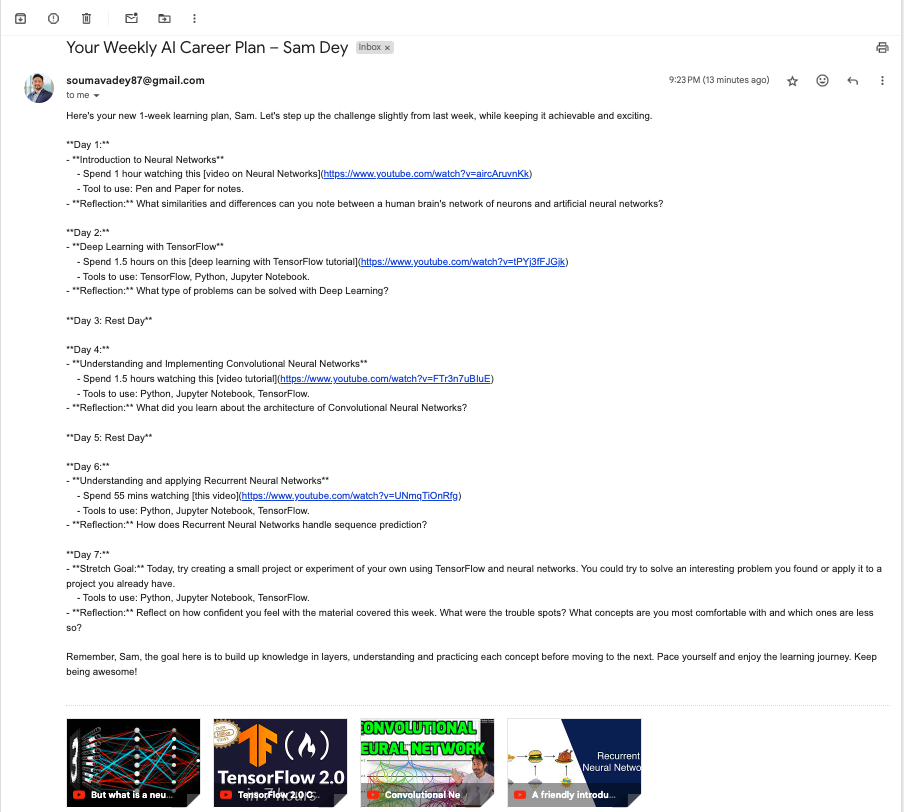 Your Weekly AI Career Plan – Sam Dey Inbox ×
soumavadey87@gmail.com 9:23 PM (13 minutes ago)
to me
Here's your new 1-week learning plan, Sam. Let's step up the challenge slightly from last week, while keeping it achievable and exciting.
**Day 1:**
- **Introduction to Neural Networks**
- Spend 1 hour watching this [video on Neural Networks](https://www.youtube.com/watch?v=aircAruvnKk)
- Tool to use: Pen and Paper for notes.
- **Reflection:** What similarities and differences can you note between a human brain's network of neurons and artificial neural networks?
**Day 2:**
- **Deep Learning with TensorFlow**
- Spend 1.5 hours on this [deep learning with TensorFlow tutorial](https://www.youtube.com/watch?v=tPYj3fFJGjk)
- Tools to use: TensorFlow, Python, Jupyter Notebook.
- **Reflection:** What type of problems can be solved with Deep Learning?
**Day 3: Rest Day**
**Day 4:**
- **Understanding and Implementing Convolutional Neural Networks**
- Spend 1.5 hours watching this [video tutorial](https://www.youtube.com/watch?v=FTr3n7uBIuE)
- Tools to use: Python, Jupyter Notebook, TensorFlow.
- **Reflection:** What did you learn about the architecture of Convolutional Neural Networks?
**Day 5: Rest Day**
**Day 6:**
- **Understanding and applying Recurrent Neural Networks**
- Spend 55 mins watching [this video](https://www.youtube.com/watch?v=UNmqTiOnRfg)
- Tools to use: Python, Jupyter Notebook, TensorFlow.
- **Reflection:** How does Recurrent Neural Networks handle sequence prediction?
**Day 7:**
- **Stretch Goal:** Today, try creating a small project or experiment of your own using TensorFlow and neural networks. You could try to solve an interesting problem you found or apply it to a
project you already have.
- Tools to use: Python, Jupyter Notebook, TensorFlow.
- **Reflection:** Reflect on how confident you feel with the material covered this week. What were the trouble spots? What concepts are you most comfortable with and which ones are less
so?
Remember, Sam, the goal here is to build up knowledge in layers, understanding and practicing each concept before moving to the next. Pace yourself and enjoy the learning journey. Keep
being awesome!
But what is a neu...
TensorFlow 2.0
TensorFlow 2.0 C...
CONVOLUTIONAL
NEURAL NETWORK
Convolutional Ne
Recurrent
Neural Netwo
A friendly introdu...